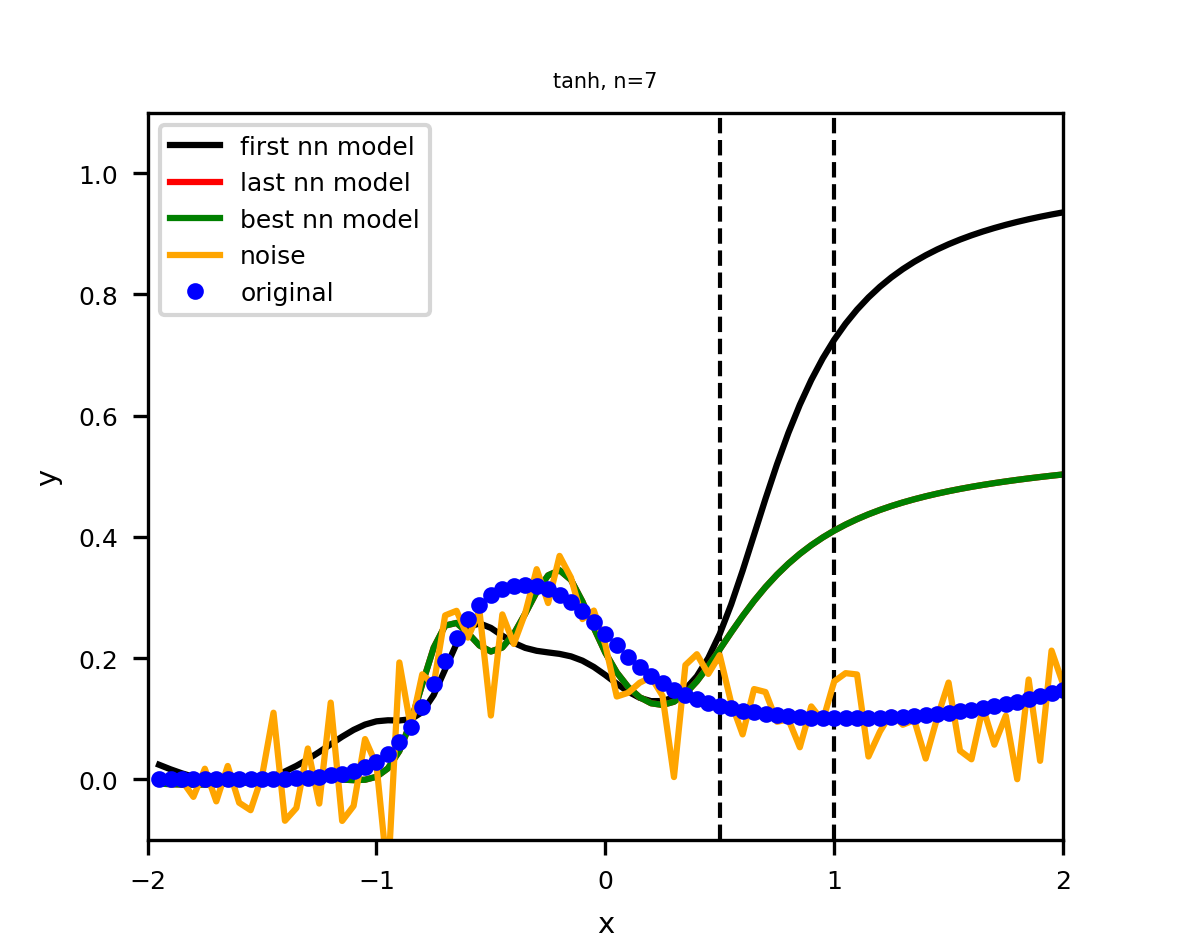 tanh, n=7
first nn model
last nn model
best nn model
noise
original
1.0
0.8
0.6
0.4
0.2
0.0
y
−2
−1
0
1
2
x